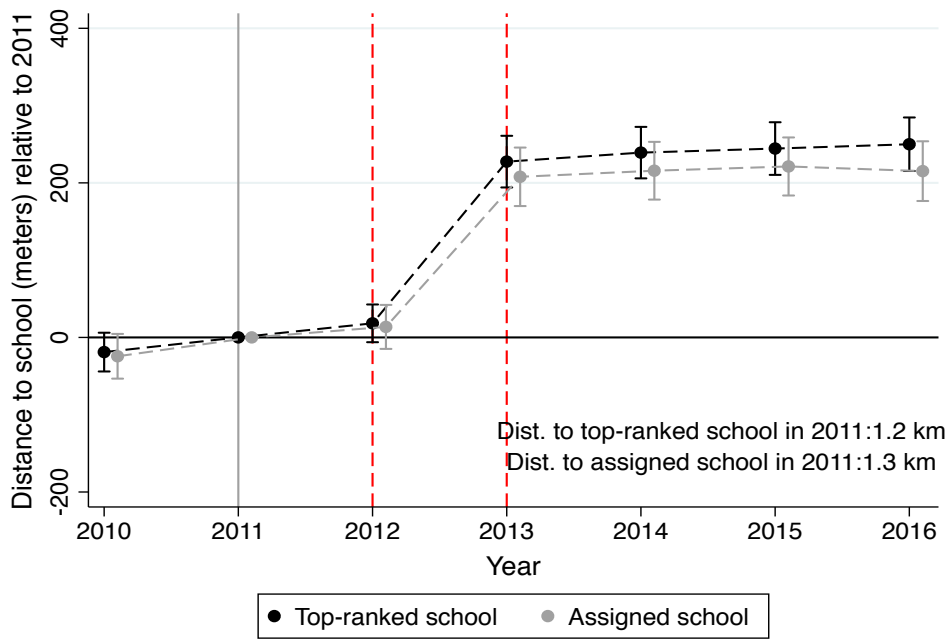 Distance to school (meters) relative to 2011
400
200
0
-200
Dist. to top-ranked school in 2011:1.2 km
Dist. to assigned school in 2011:1.3 km
2010 2011 2012 2013 2014 2015 2016
Year
Top-ranked school Assigned school